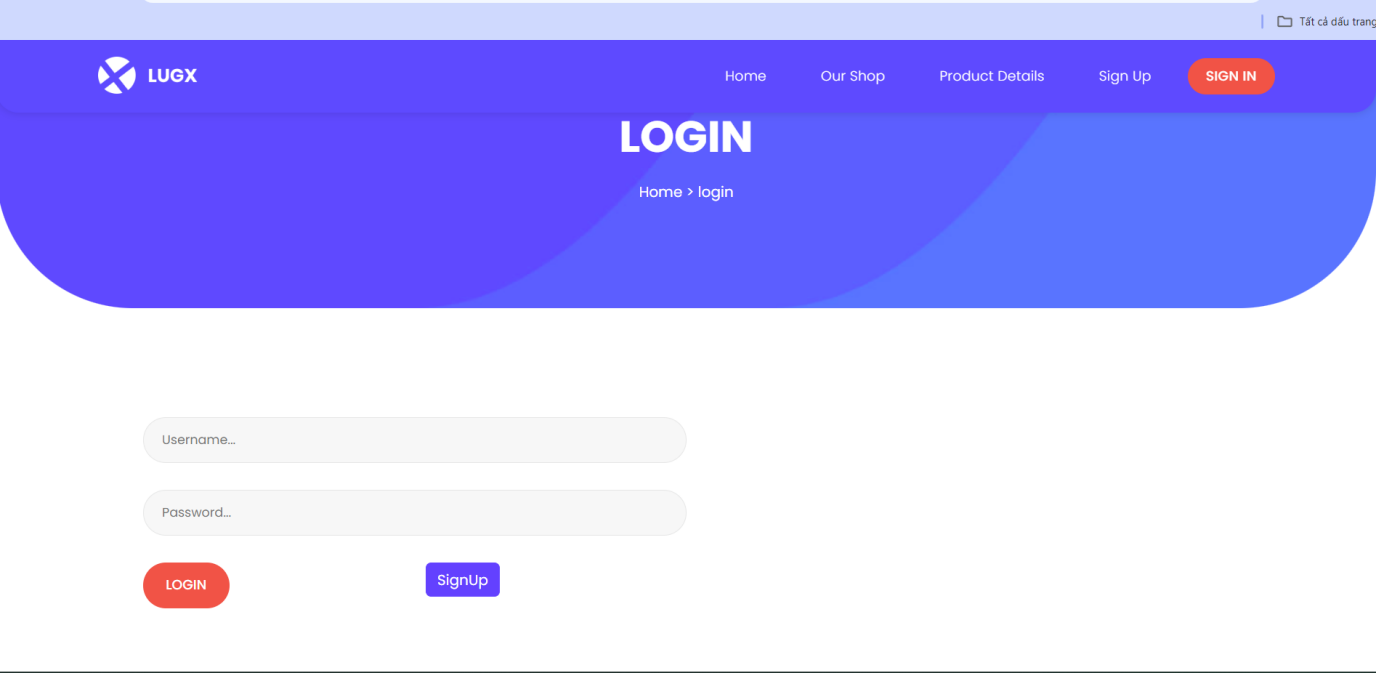 Tất cả dấu trang
LUGX
Home
Our Shop
Product Details
Sign Up
SIGN IN
LOGIN
Home > login
Username...
Password...
LOGIN
SignUp